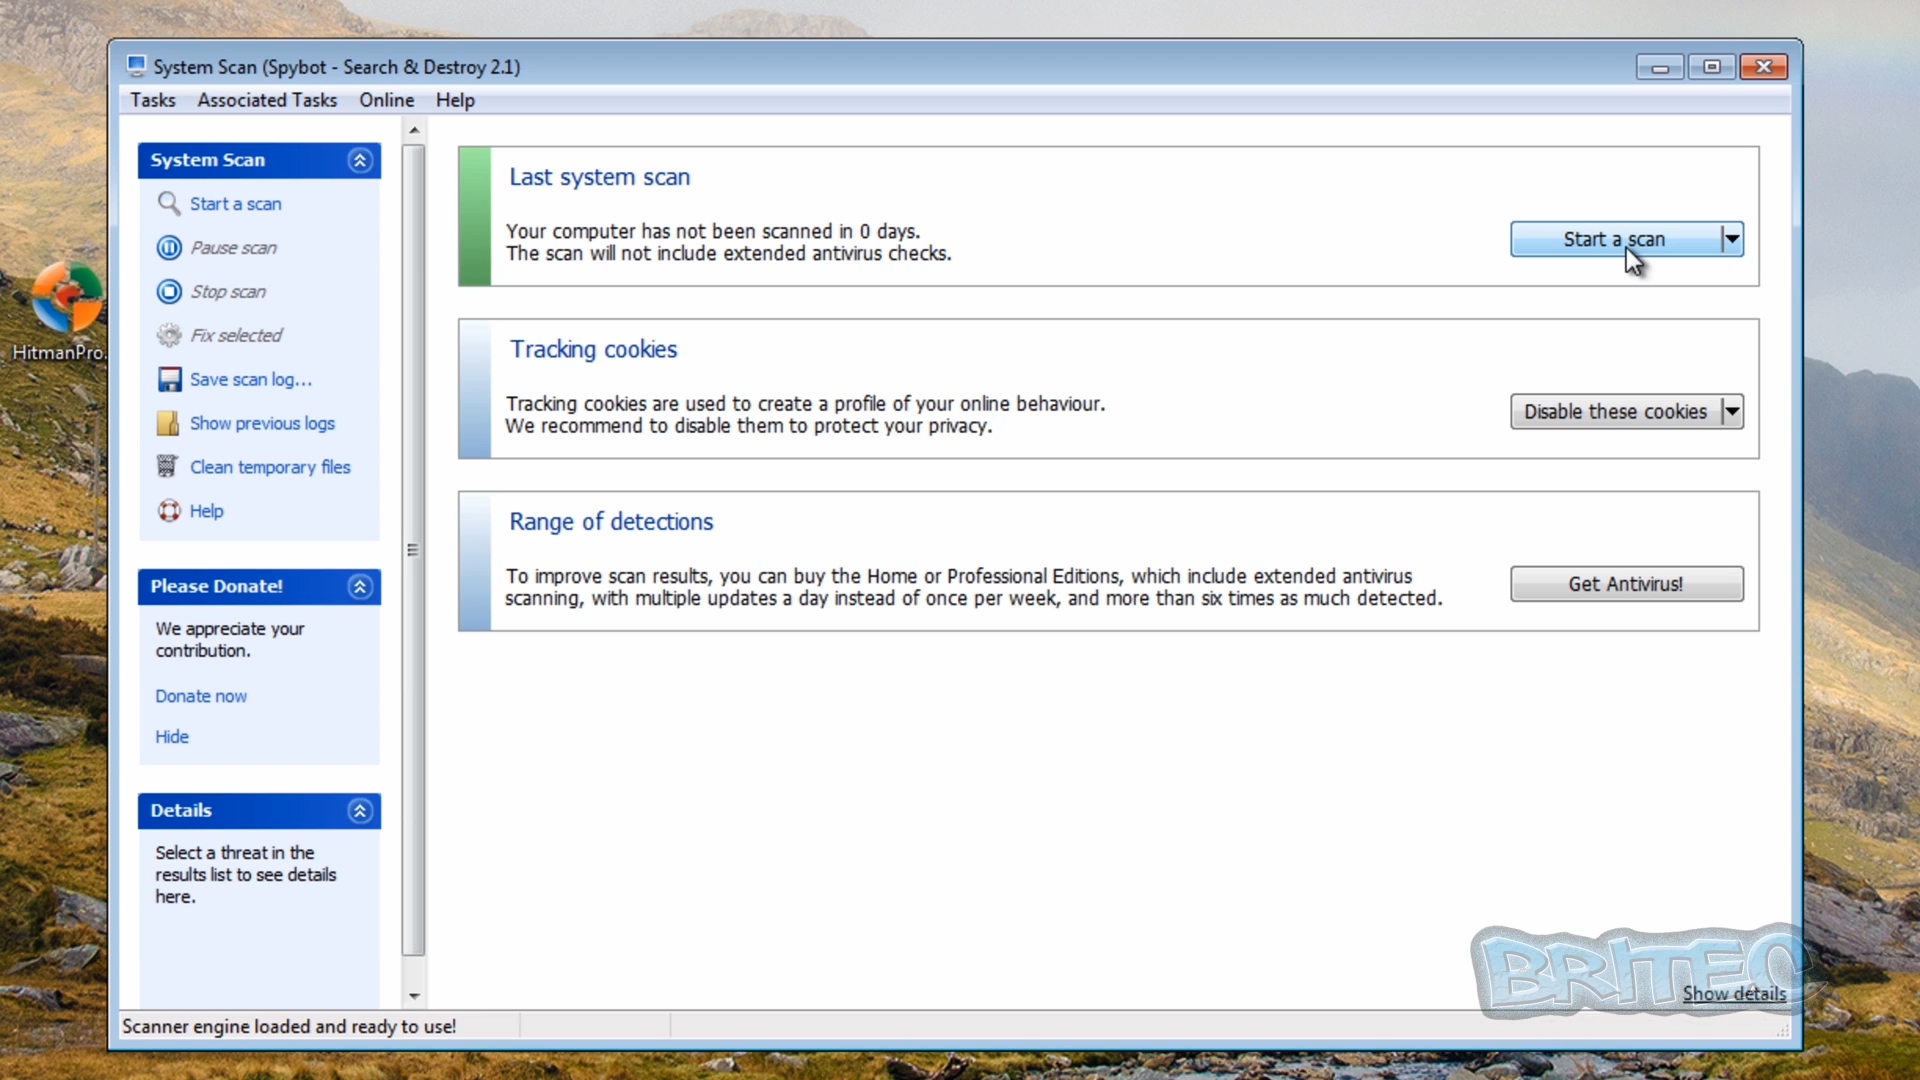 System Scan (Spybot - Search & Destroy 2.1)
Tasks Associated Tasks Online Help
System Scan
Start a scan
Pause scan
Stop scan
Fix selected
Save scan log...
Show previous logs
Clean temporary files
Help
Please Donate!
We appreciate your
contribution.
Donate now
Hide
Details
Select a threat in the
results list to see details
here.
Last system scan
Your computer has not been scanned in 0 days.
The scan will not include extended antivirus checks.
Start a scan
Tracking cookies
Tracking cookies are used to create a profile of your online behaviour.
We recommend to disable them to protect your privacy.
Disable these cookies
Range of detections
To improve scan results, you can buy the Home or Professional Editions, which include extended antivirus
scanning, with multiple updates a day instead of once per week, and more than six times as much detected.
Get Antivirus!
HitmanPro.
BRITEC
Show details
Scanner engine loaded and ready to use!